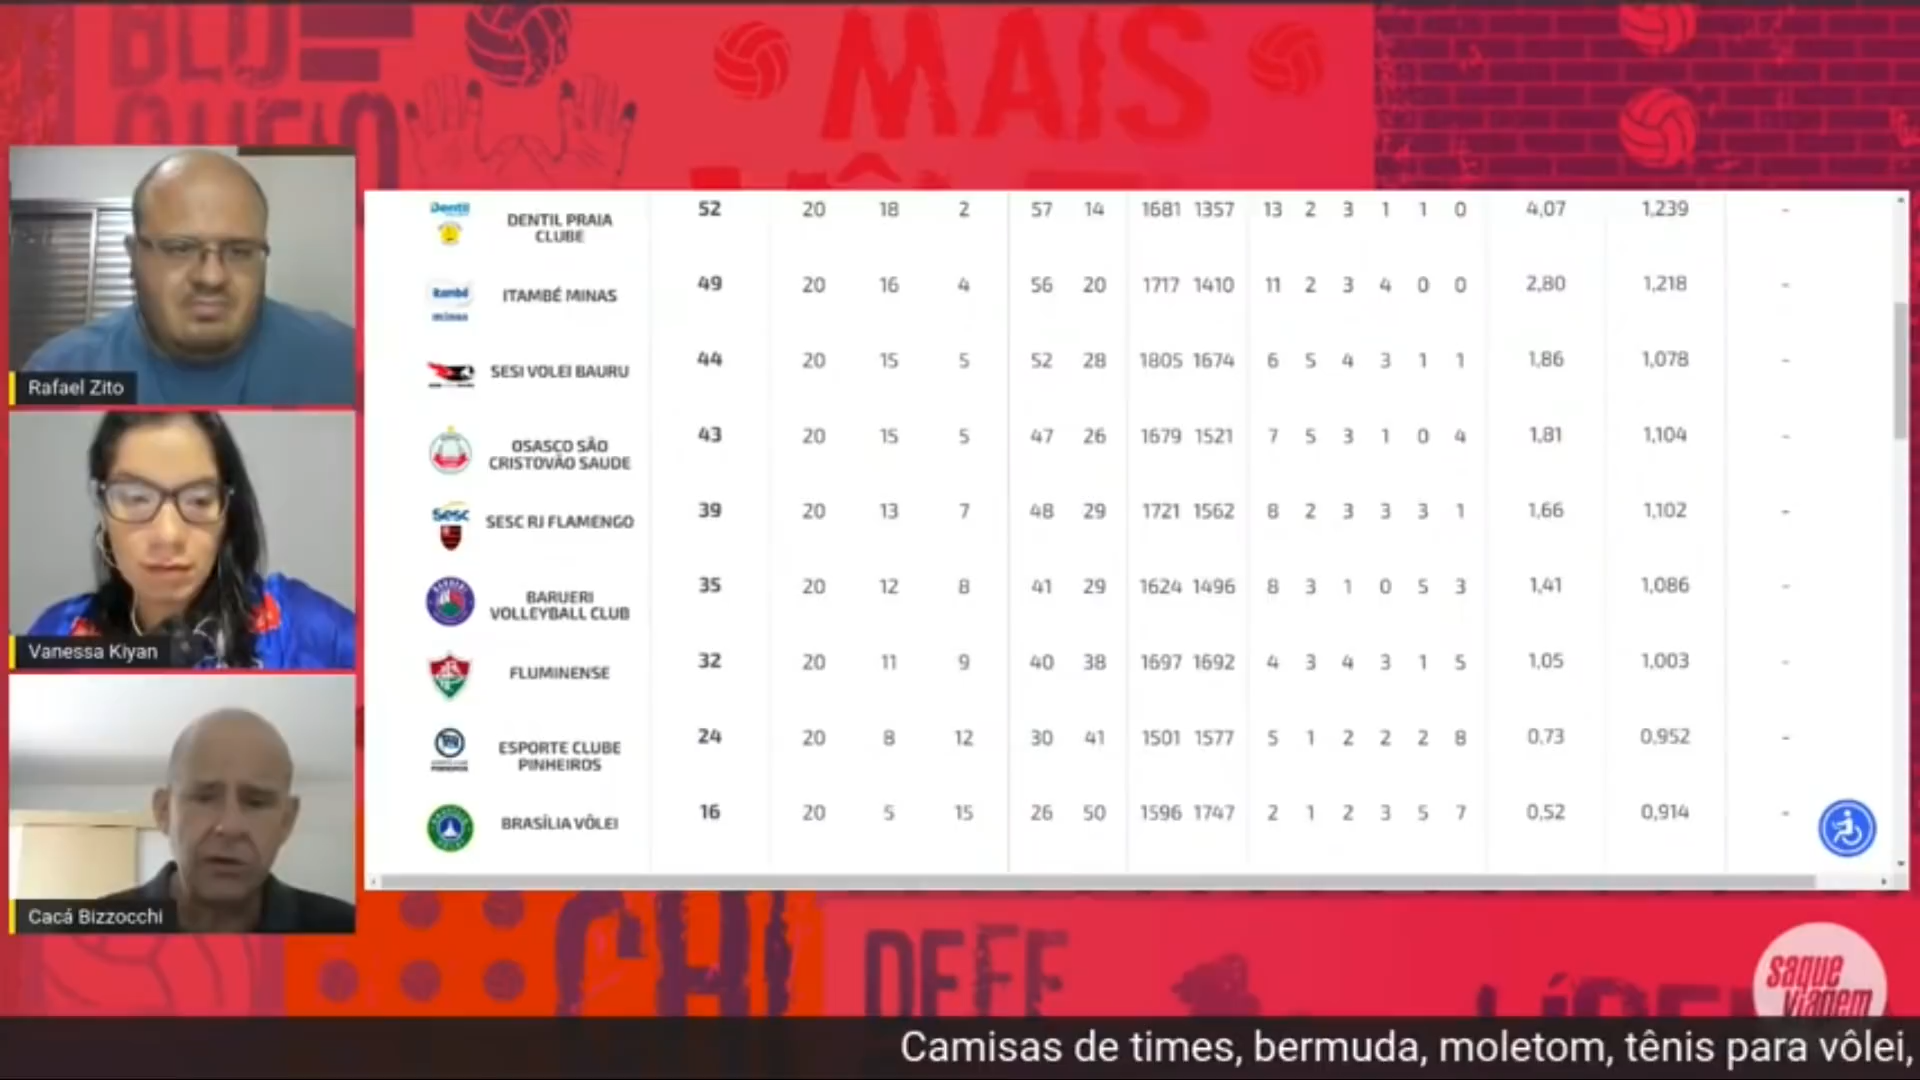 BLO
QUEIO
MAIS
Dentil
DENTIL PRAIA
CLUBE
52 20 18 2 57 14 1681 1357 13 2 3 1 1 0 4,07 1,239 -
Itambé
minas
ITAMBÉ MINAS
49 20 16 4 56 20 1717 1410 11 2 3 4 0 0 2,80 1,218 -
SESI VOLEI BAURU
44 20 15 5 52 28 1805 1674 6 5 4 3 1 1 1,86 1,078 -
OSASCO SÃO
CRISTOVÃO SAUDE
43 20 15 5 47 26 1679 1521 7 5 3 1 0 4 1,81 1,104 -
Sesc
SESC RJ FLAMENGO
39 20 13 7 48 29 1721 1562 8 2 3 3 3 1 1,66 1,102 -
BARUERI
VOLLEYBALL CLUB
35 20 12 8 41 29 1624 1496 8 3 1 0 5 3 1,41 1,086 -
FLUMINENSE
32 20 11 9 40 38 1697 1692 4 3 4 3 1 5 1,05 1,003 -
ESPORTE CLUBE
PINHEIROS
24 20 8 12 30 41 1501 1577 5 1 2 2 2 8 0,73 0,952 -
BRASÍLIA VÔLEI
16 20 5 15 26 50 1596 1747 2 1 2 3 5 7 0,52 0,914 -
Rafael Zito
Vanessa Kiyan
Cacá Bizzocchi
CHI
DEFE
LÍDER
saque
viagem
Camisas de times, bermuda, moletom, tênis para vôlei,